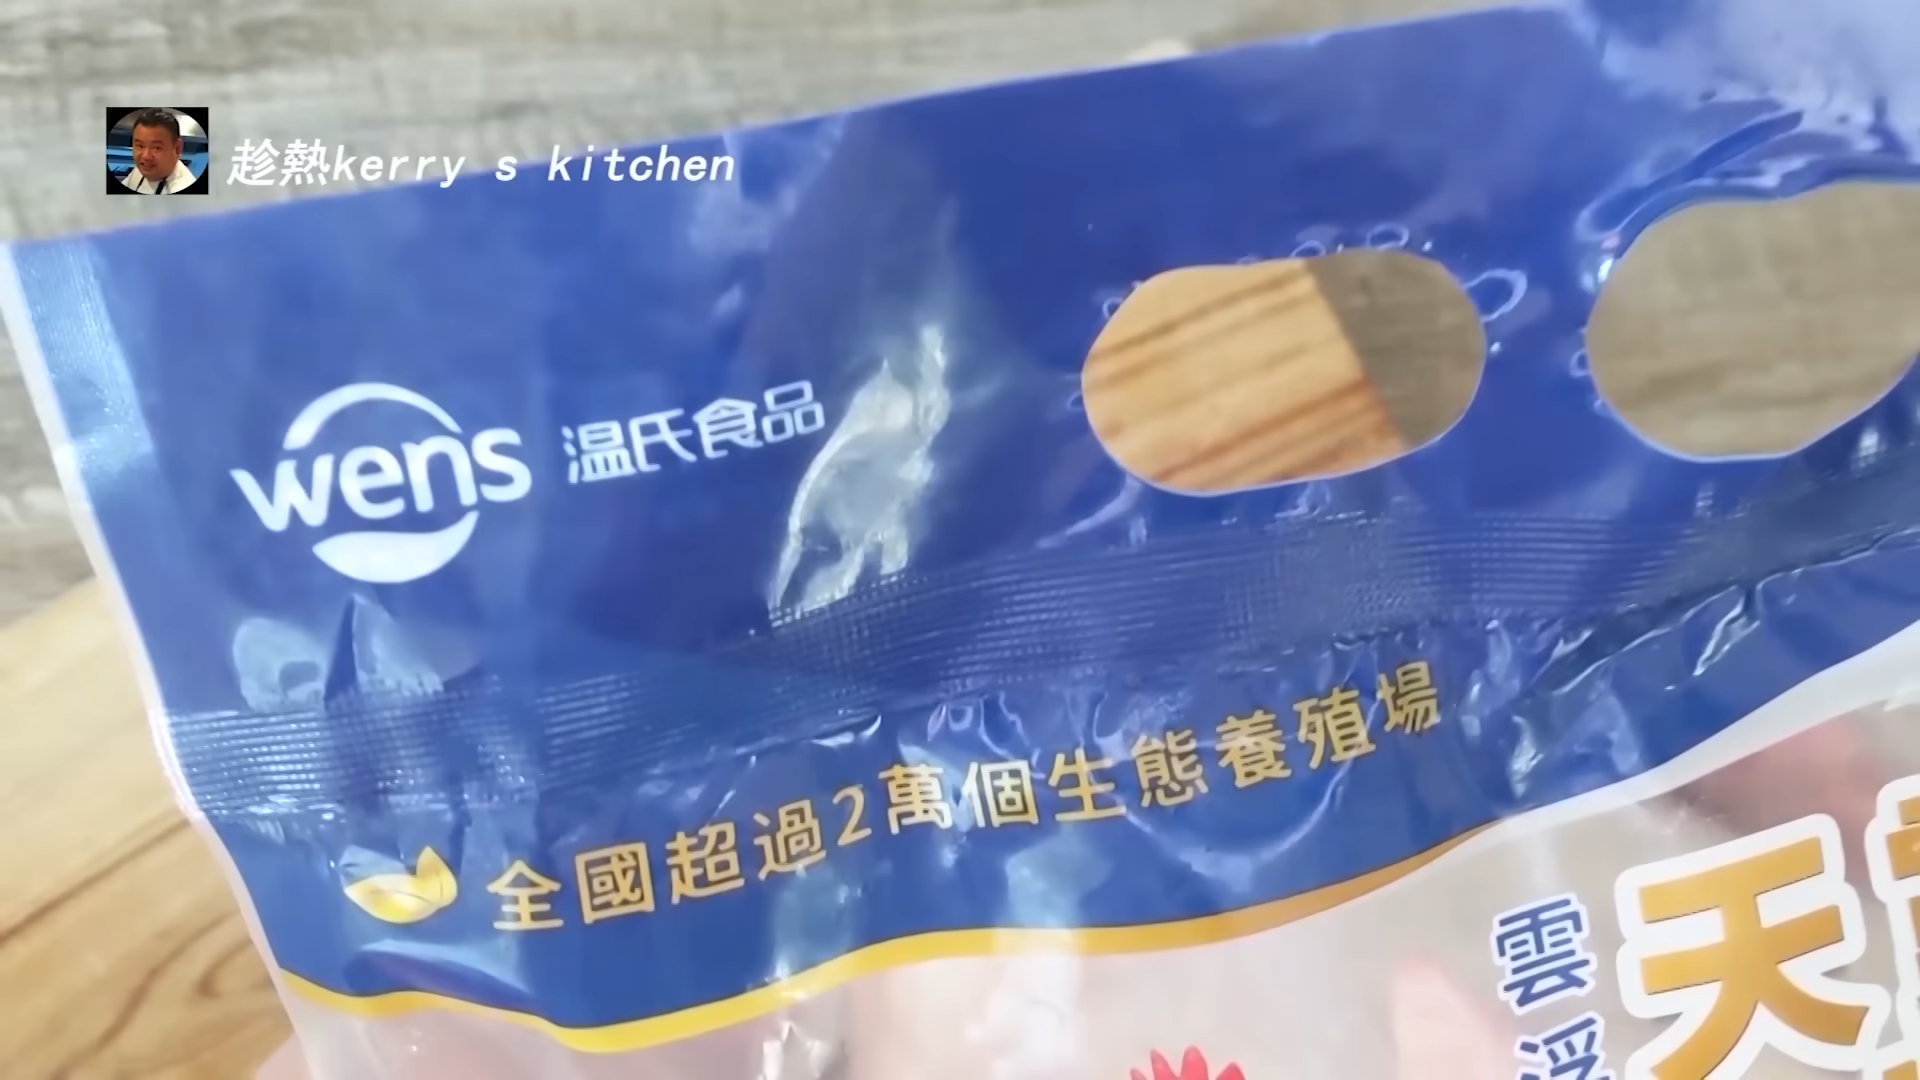 趁熱kerry s kitchen
wens 温氏食品
全國超過2萬個生態養殖場
雲浮
天